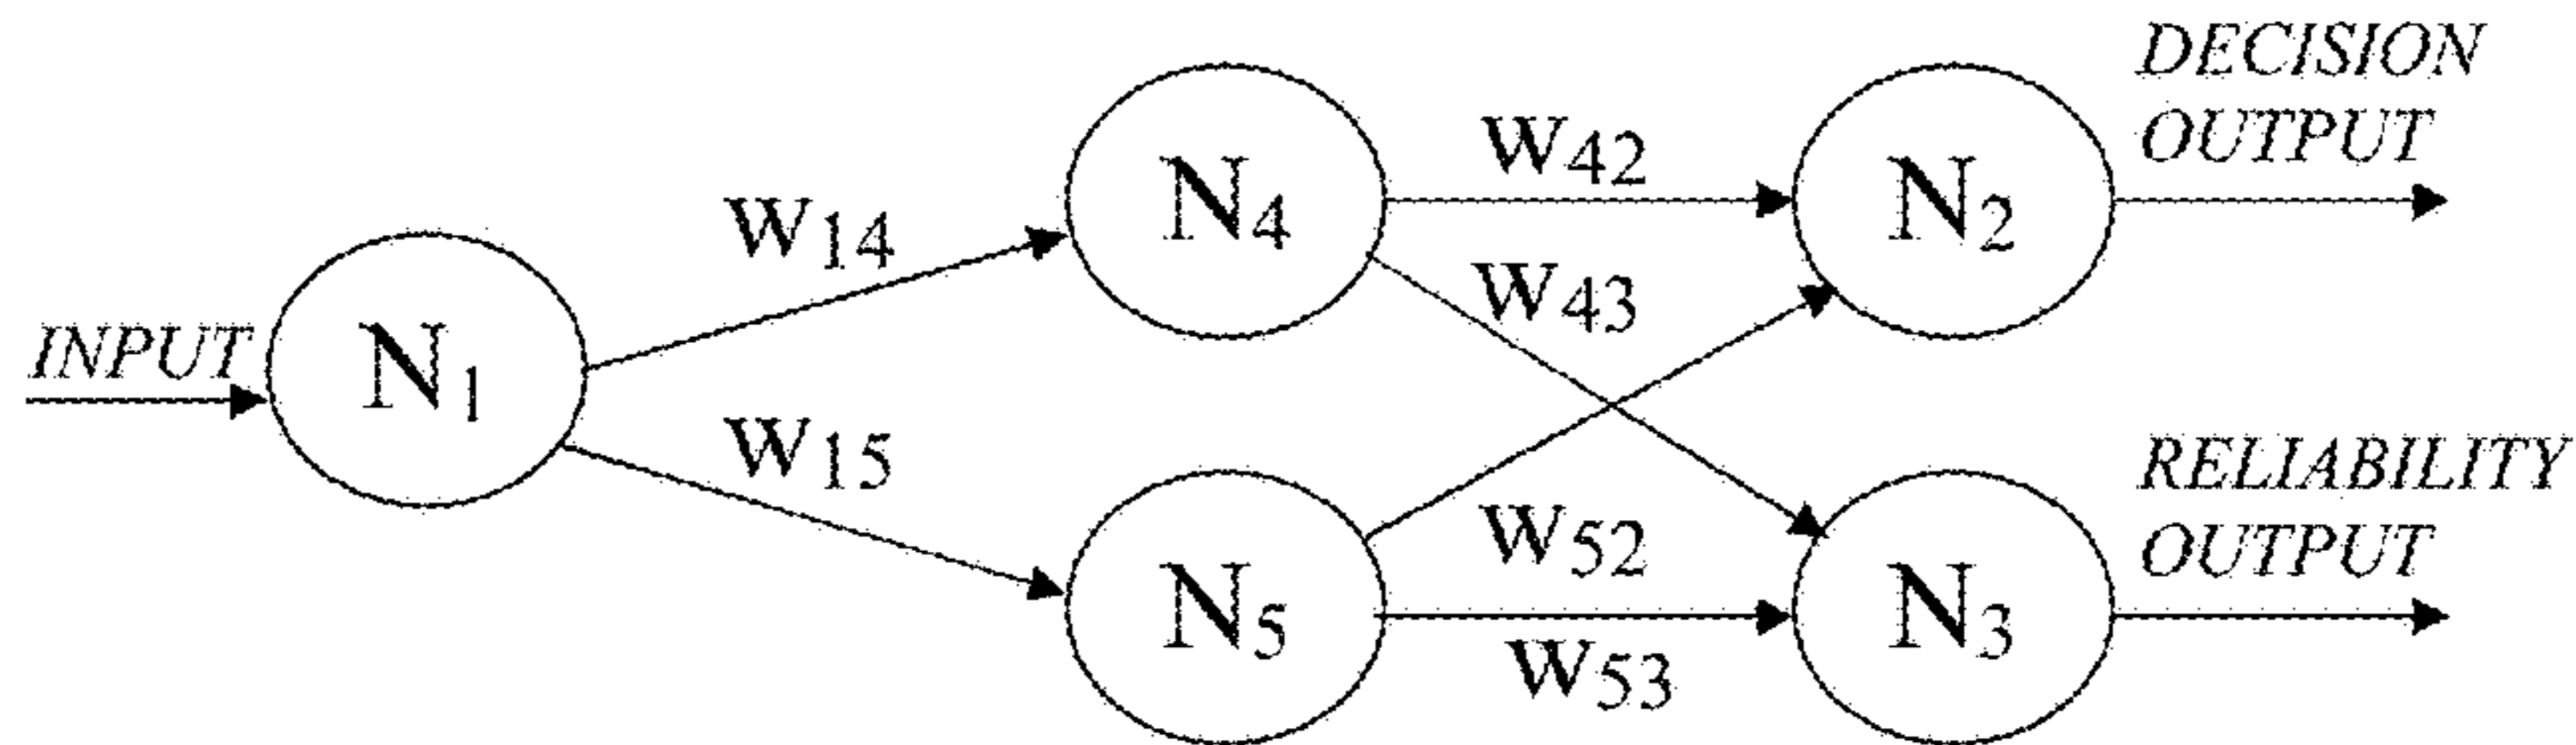 DECISION
OUTPUT
W42
N4
N2
W14
W43
INPUT
N1
W15
RELIABILITY
OUTPUT
W52
N5
N3
W53